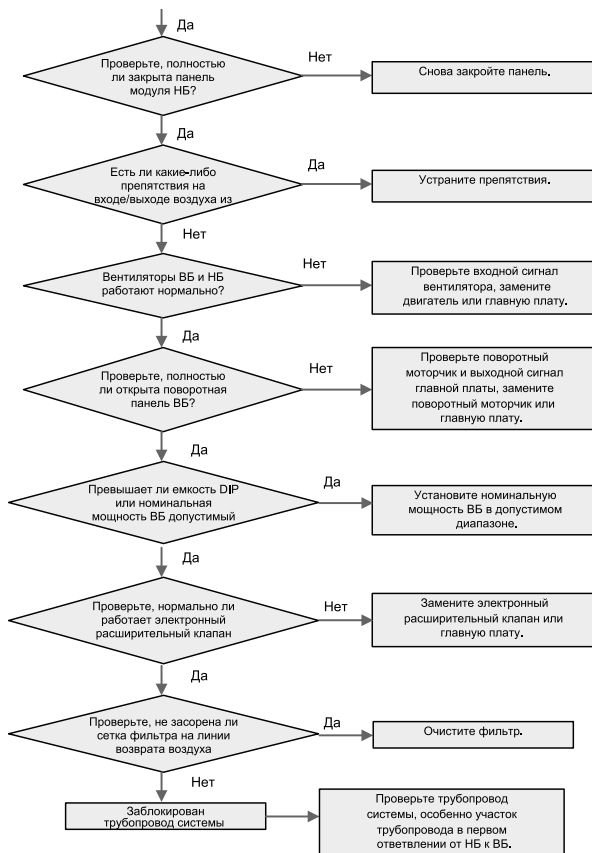 Да
Проверьте, полностью
ли закрыта панель
модуля НБ?
Нет
Снова закройте панель.
Да
Есть ли какие-либо
препятствия на
входе/выходе воздуха из
Да
Устраните препятствия.
Нет
Вентиляторы ВБ и НБ
работают нормально?
Нет
Проверьте входной сигнал
вентилятора, замените
двигатель или главную плату.
Да
Проверьте, полностью
ли открыта поворотная
панель ВБ?
Нет
Проверьте поворотный
моторчик и выходной сигнал
главной платы, замените
поворотный моторчик или
главную плату.
Да
Превышает ли емкость DIP
или номинальная
мощность ВБ допустимый
Да
Установите номинальную
мощность ВБ в допустимом
диапазоне.
Да
Проверьте, нормально ли
работает электронный
расширительный клапан
Нет
Замените электронный
расширительный клапан или
главную плату.
Да
Проверьте, не засорена ли
сетка фильтра на линии
возврата воздуха
Да
Очистите фильтр.
Нет
Заблокирован
трубопровод системы
Проверьте трубопровод
системы, особенно участок
трубопровода в первом
ответвлении от НБ к ВБ.